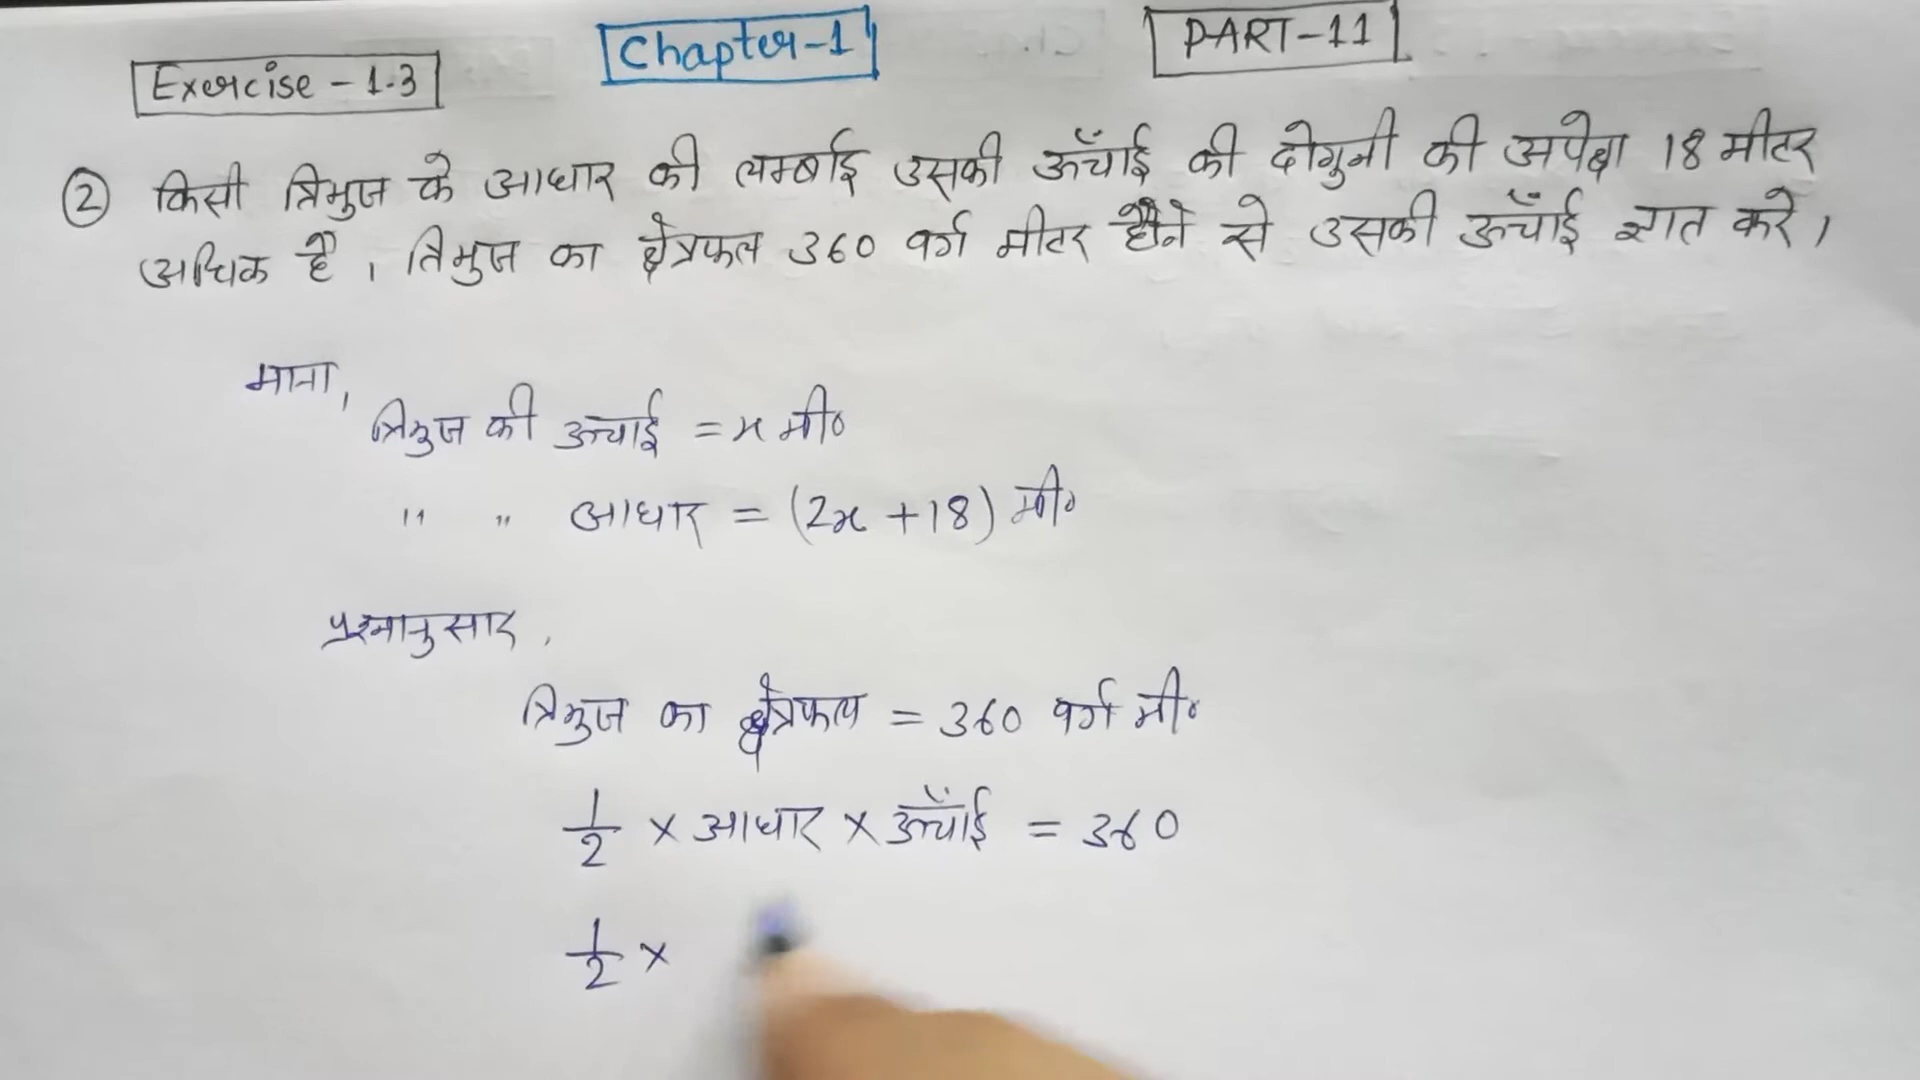 Chapter-1
PART-11
Exercise - 1.3
② किसी त्रिभुज के आधार की लम्बाई उसकी ऊँचाई की दोगुनी की अपेक्षा 18 मीटर
अधिक है, त्रिभुज का क्षेत्रफल 360 वर्ग मीटर होने से उसकी ऊँचाई ज्ञात करे।
माना,
त्रिभुज की ऊचाई = x मी०
" " आधार = (2x + 18) मी०
प्रश्नानुसार,
त्रिभुज का क्षेत्रफल = 360 वर्ग मी०
1/2 × आधार × ऊँचाई = 360
1/2 ×